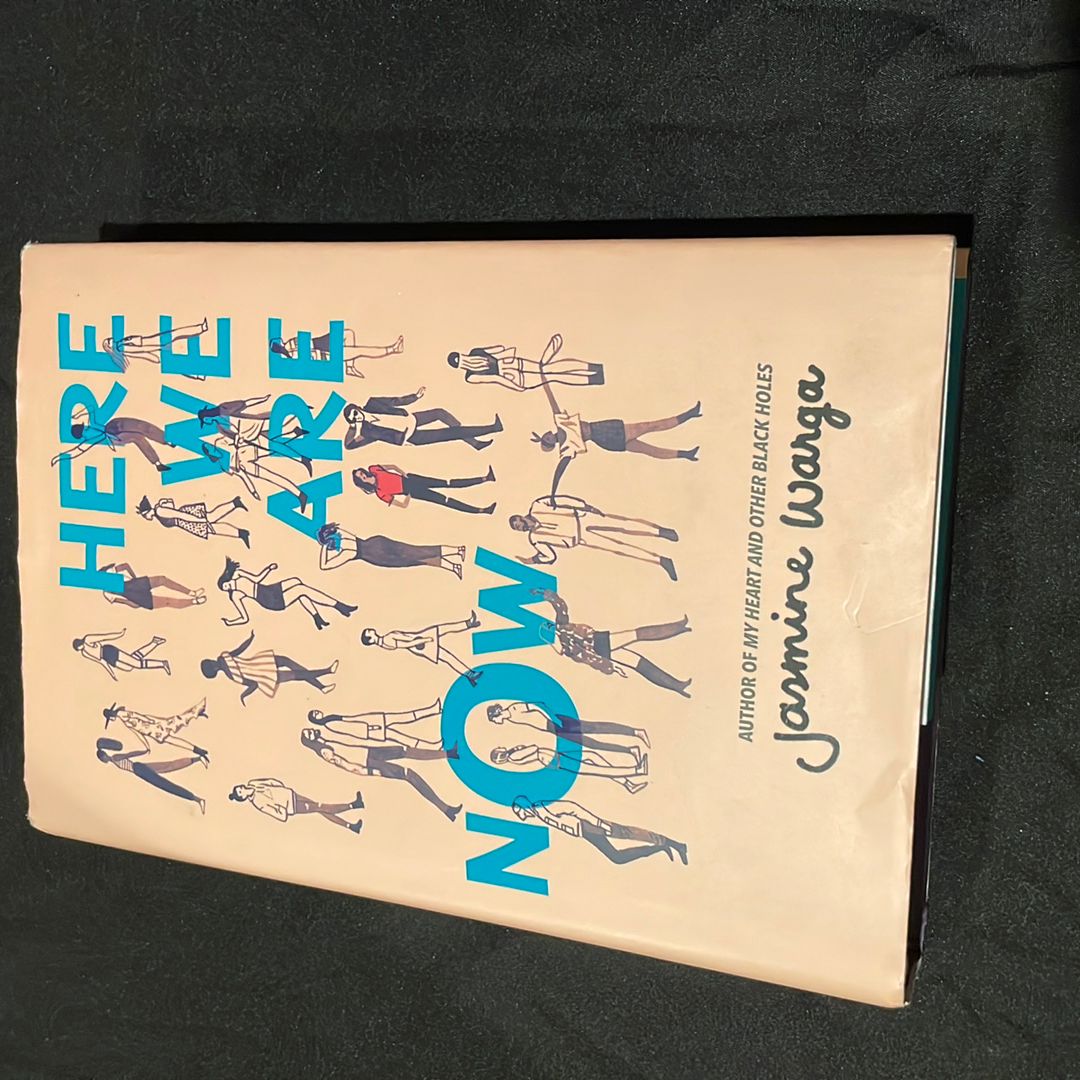 HERE
WE
ARE
NOW
AUTHOR OF MY HEART AND OTHER BLACK HOLES
Jasmine Warga